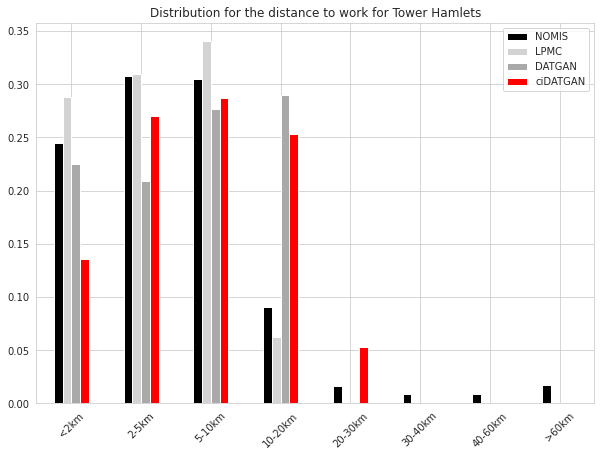 Distribution for the distance to work for Tower Hamlets
NOMIS
LPMC
DATGAN
ciDATGAN
0.35
0.30
0.25
0.20
0.15
0.10
0.05
0.00
<2km
2-5km
5-10km
10-20km
20-30km
30-40km
40-60km
>60km